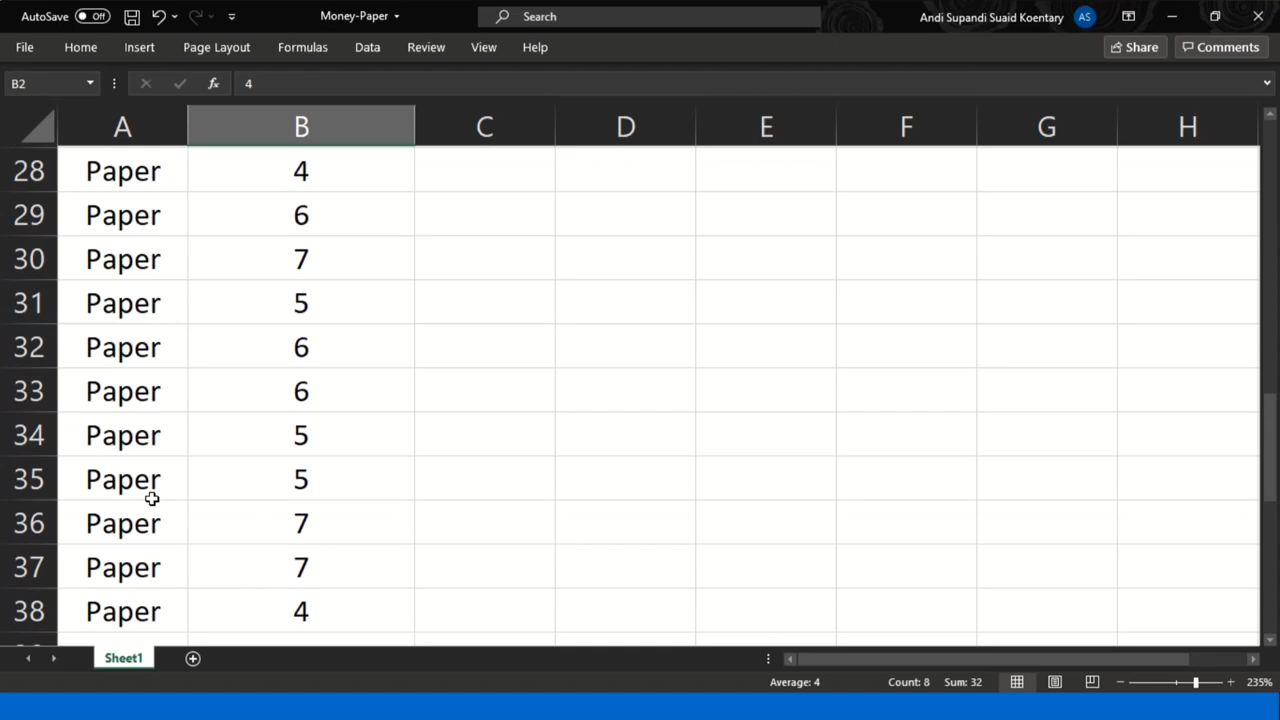 AutoSave Off Money-Paper Search Andi Supandi Suaid Koentary AS
File Home Insert Page Layout Formulas Data Review View Help Share Comments
B2 fx 4
A B C D E F G H
28 Paper 4
29 Paper 6
30 Paper 7
31 Paper 5
32 Paper 6
33 Paper 6
34 Paper 5
35 Paper 5
36 Paper 7
37 Paper 7
38 Paper 4
Sheet1
Average: 4 Count: 8 Sum: 32 235%